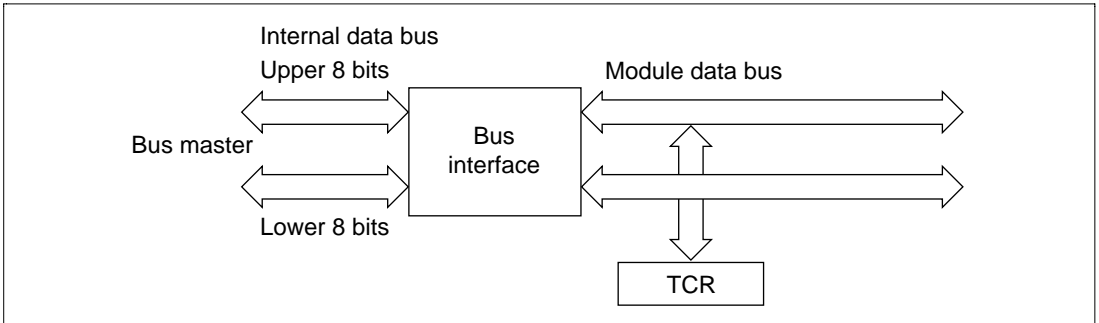 Internal data bus
Upper 8 bits
Module data bus
Bus master
Bus
interface
Lower 8 bits
TCR